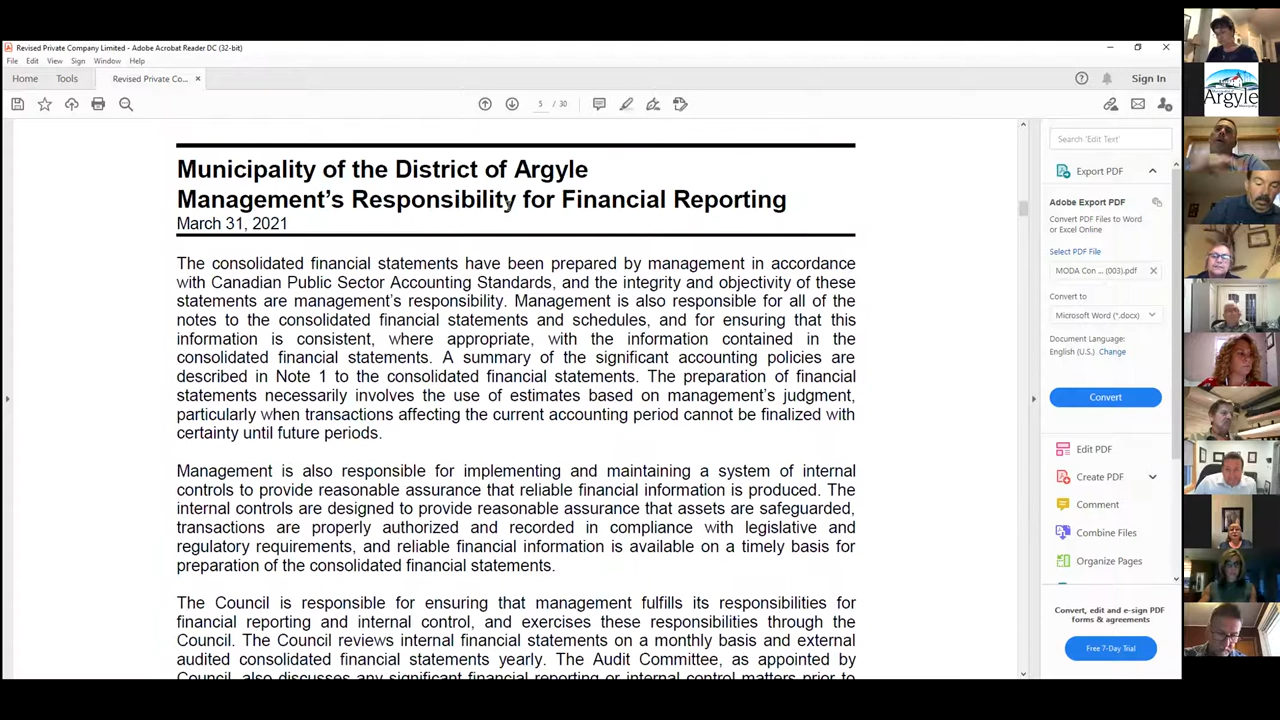 Revised Private Company Limited - Adobe Acrobat Reader DC (32-bit)
File Edit View Sign Window Help
Home Tools Revised Private Co... × Sign In
5 / 30
Municipality of the District of Argyle
Management's Responsibility for Financial Reporting
March 31, 2021
The consolidated financial statements have been prepared by management in accordance
with Canadian Public Sector Accounting Standards, and the integrity and objectivity of these
statements are management's responsibility. Management is also responsible for all of the
notes to the consolidated financial statements and schedules, and for ensuring that this
information is consistent, where appropriate, with the information contained in the
consolidated financial statements. A summary of the significant accounting policies are
described in Note 1 to the consolidated financial statements. The preparation of financial
statements necessarily involves the use of estimates based on management's judgment,
particularly when transactions affecting the current accounting period cannot be finalized with
certainty until future periods.
Management is also responsible for implementing and maintaining a system of internal
controls to provide reasonable assurance that reliable financial information is produced. The
internal controls are designed to provide reasonable assurance that assets are safeguarded,
transactions are properly authorized and recorded in compliance with legislative and
regulatory requirements, and reliable financial information is available on a timely basis for
preparation of the consolidated financial statements.
The Council is responsible for ensuring that management fulfills its responsibilities for
financial reporting and internal control, and exercises these responsibilities through the
Council. The Council reviews internal financial statements on a monthly basis and external
audited consolidated financial statements yearly. The Audit Committee, as appointed by
Council, also discusses any significant financial reporting or internal control matters prior to
Search 'Edit Text'
Export PDF
Adobe Export PDF
Convert PDF Files to Word
or Excel Online
Select PDF File
MODA Con ... (003).pdf
Convert to
Microsoft Word (*.docx)
Document Language:
English (U.S.) Change
Convert
Edit PDF
Create PDF
Comment
Combine Files
Organize Pages
Convert, edit and e-sign PDF
forms & agreements
Free 7-Day Trial
Argyle